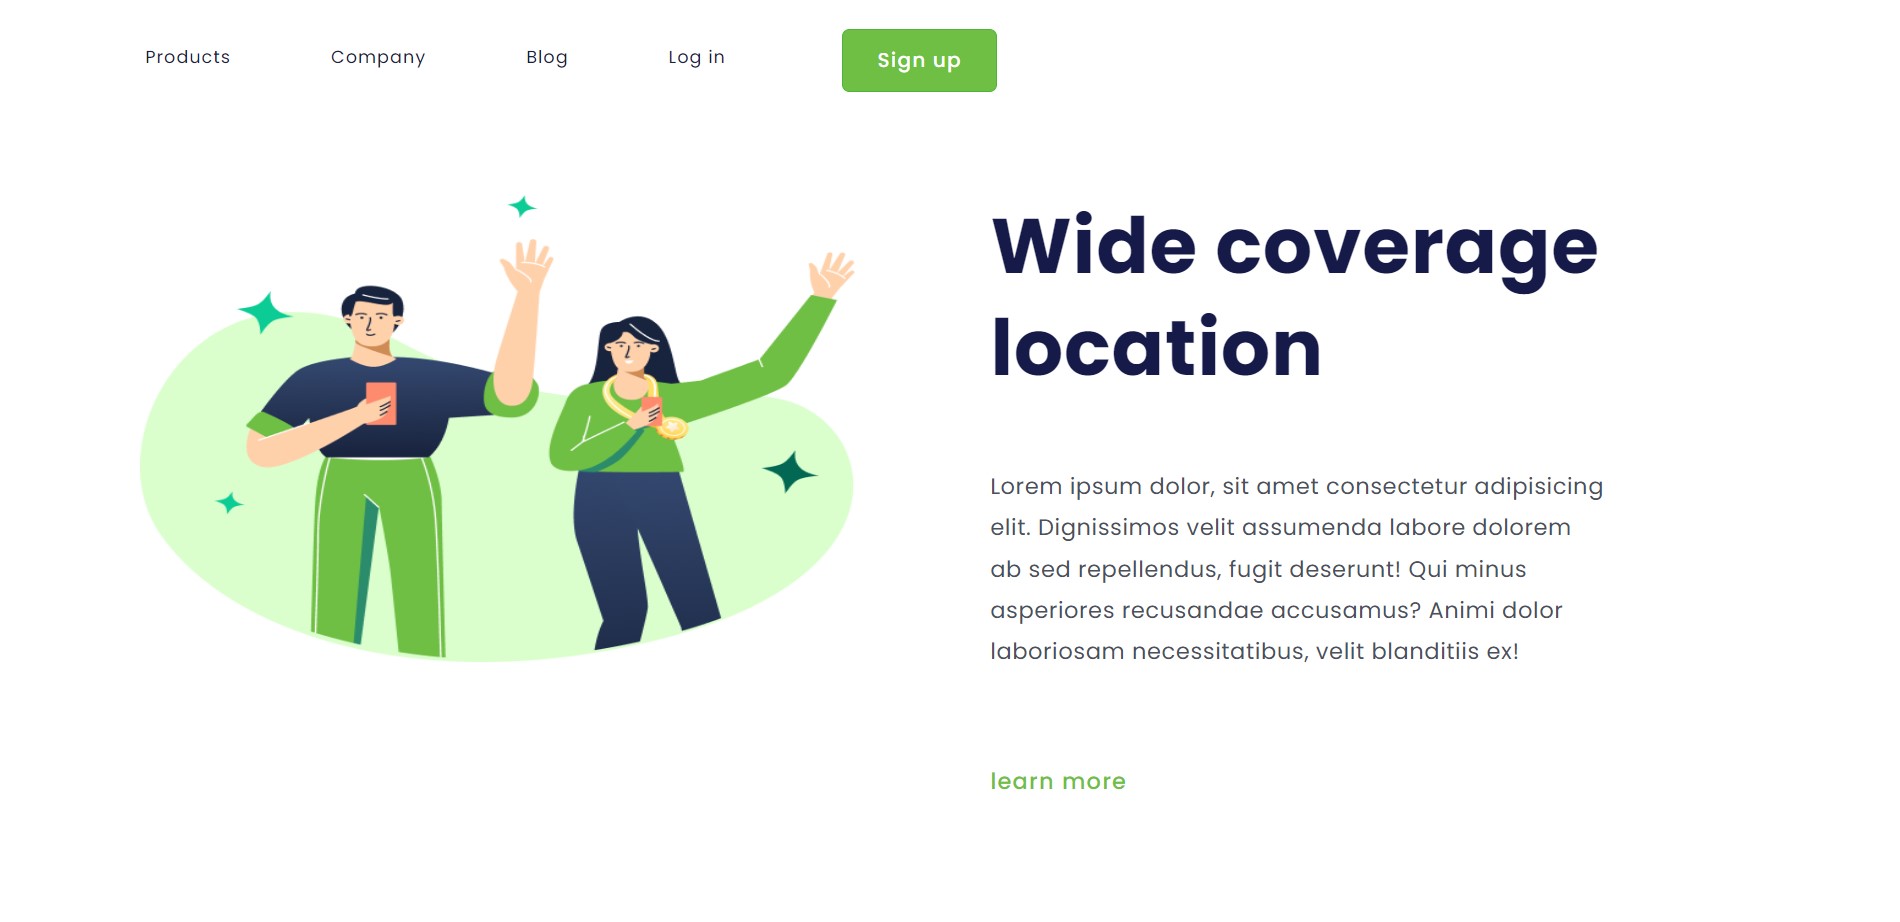 Products Company Blog Log in Sign up
Wide coverage
location
Lorem ipsum dolor, sit amet consectetur adipisicing
elit. Dignissimos velit assumenda labore dolorem
ab sed repellendus, fugit deserunt! Qui minus
asperiores recusandae accusamus? Animi dolor
laboriosam necessitatibus, velit blanditiis ex!
learn more